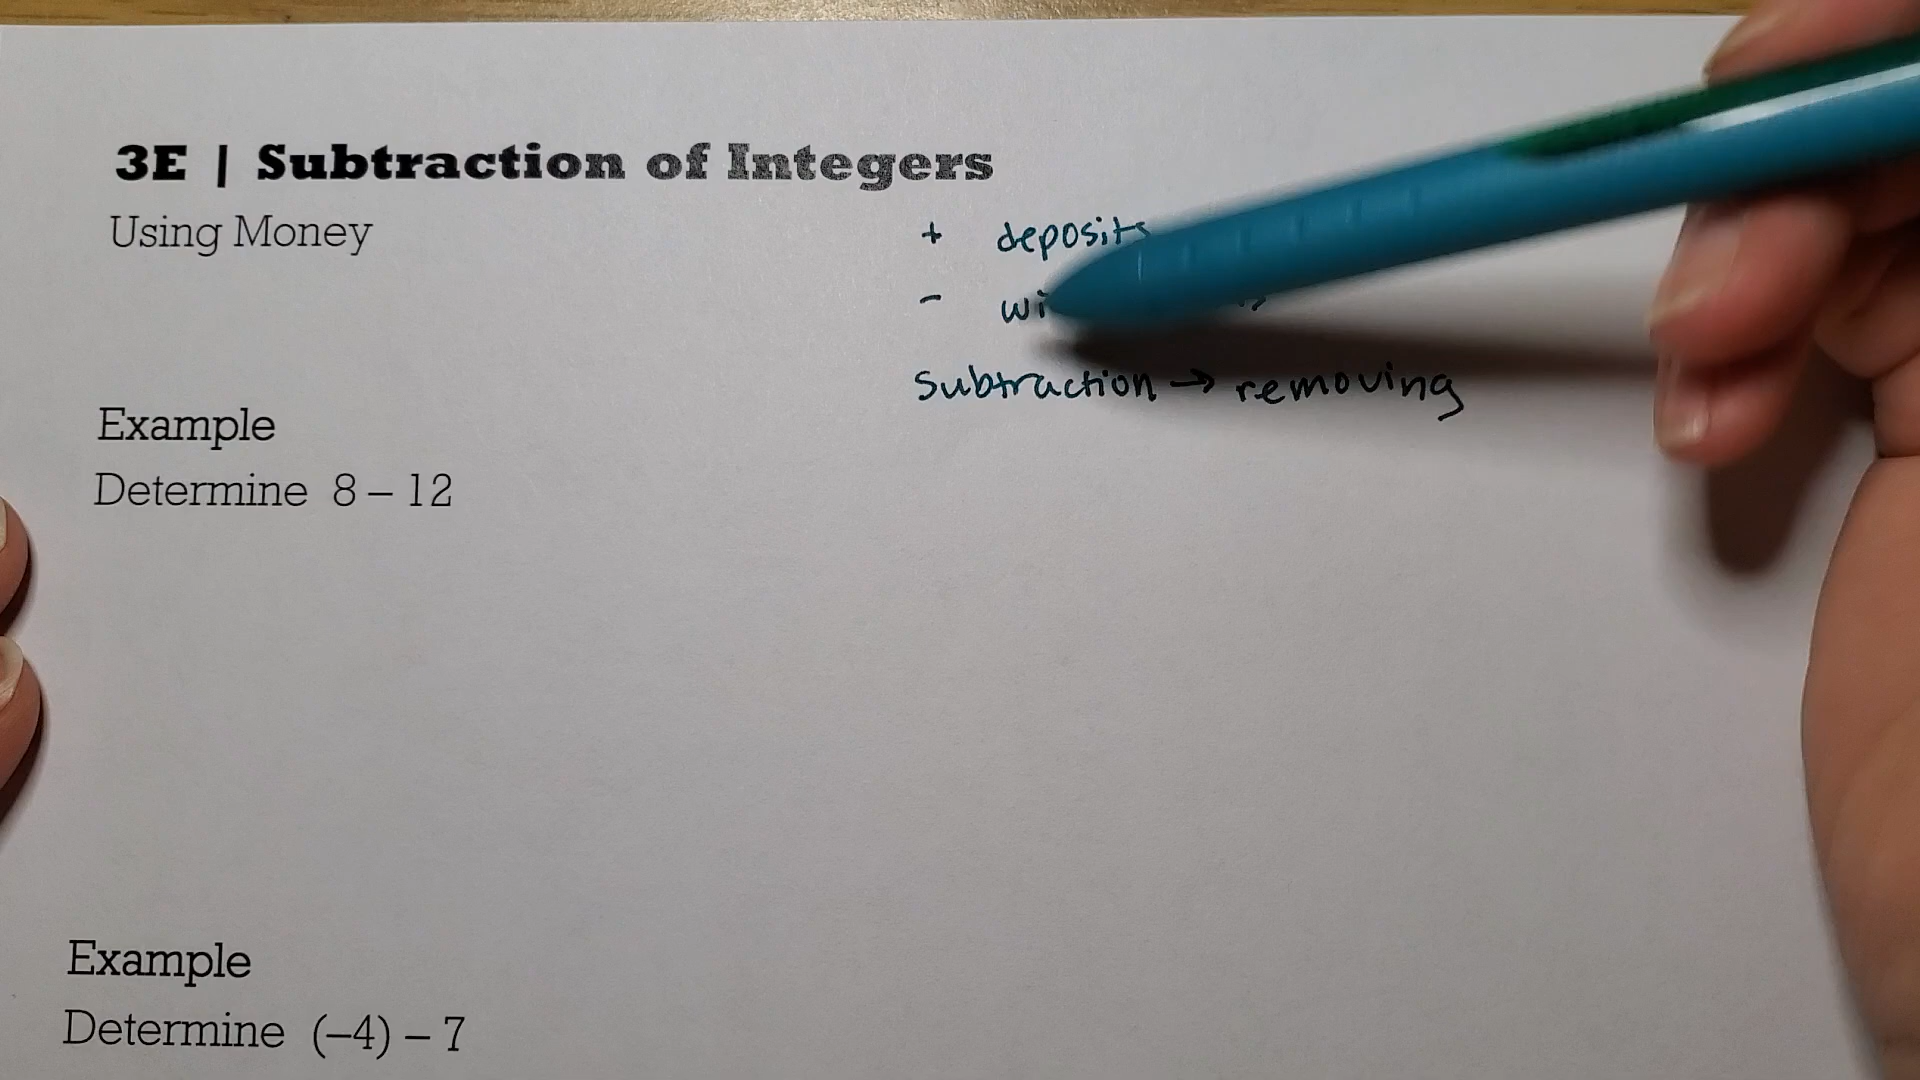 3E | Subtraction of Integers
Using Money
+ deposits
-
Subtraction → removing
Example
Determine 8 – 12
Example
Determine (–4) – 7